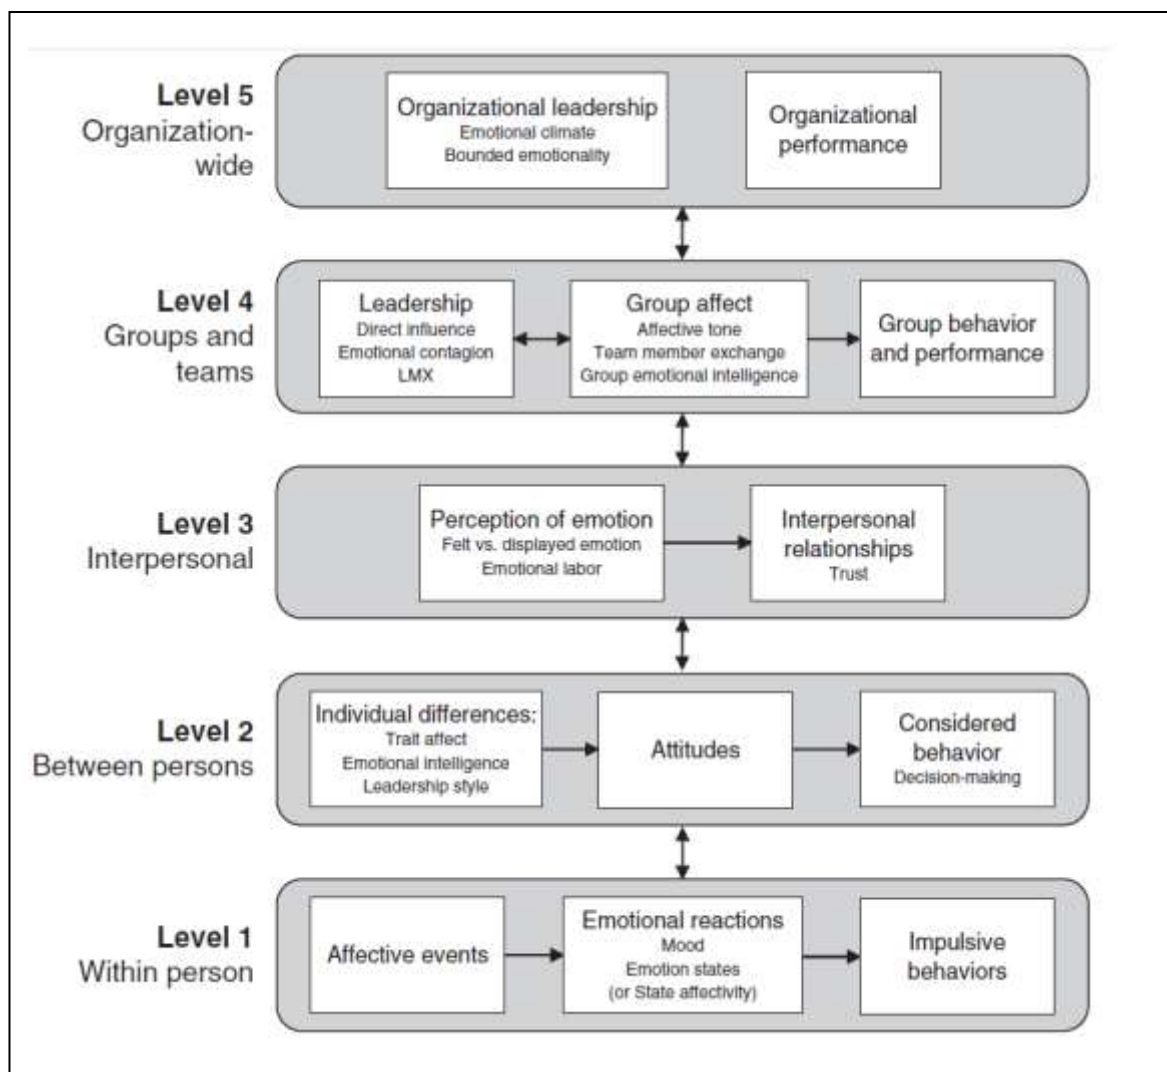 Level 5
Organization-
wide
Organizational leadership
Emotional climate
Bounded emotionality
Organizational
performance
Level 4
Groups and
teams
Leadership
Direct influence
Emotional contagion
LMX
Group affect
Affective tone
Team member exchange
Group emotional intelligence
Group behavior
and performance
Level 3
Interpersonal
Perception of emotion
Felt vs. displayed emotion
Emotional labor
Interpersonal
relationships
Trust
Level 2
Between persons
Individual differences:
Trait affect
Emotional intelligence
Leadership style
Attitudes
Considered
behavior
Decision-making
Level 1
Within person
Affective events
Emotional reactions
Mood
Emotion states
(or State affectivity)
Impulsive
behaviors